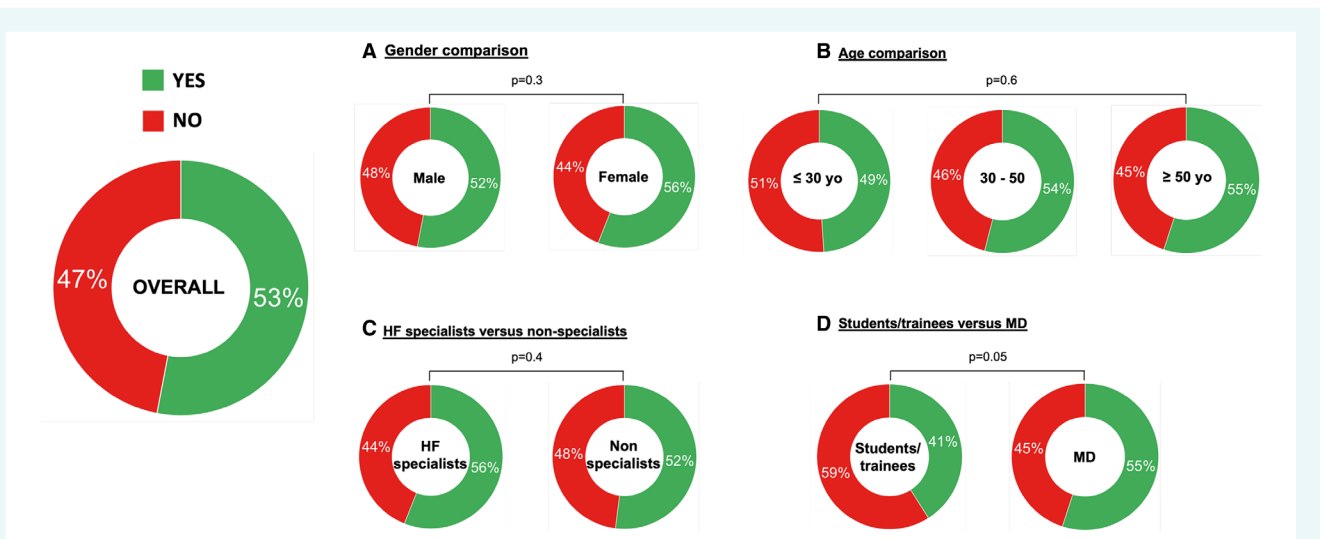 YES
NO
47%
OVERALL
53%
A Gender comparison
p=0.3
48%
Male
52%
44%
Female
56%
B Age comparison
p=0.6
51%
≤ 30 yo
49%
46%
30 - 50
54%
45%
≥ 50 yo
55%
C HF specialists versus non-specialists
p=0.4
44%
HF
specialists
56%
48%
Non
specialists
52%
D Students/trainees versus MD
p=0.05
59%
Students/
trainees
41%
45%
MD
55%